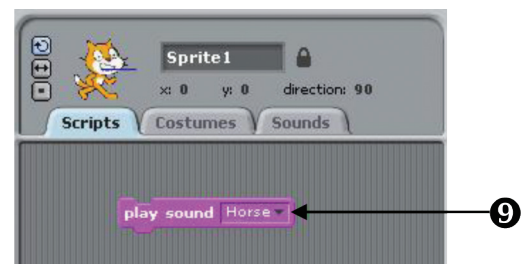 Sprite1
x: 0 y: 0 direction: 90
Scripts Costumes Sounds
play sound Horse
9